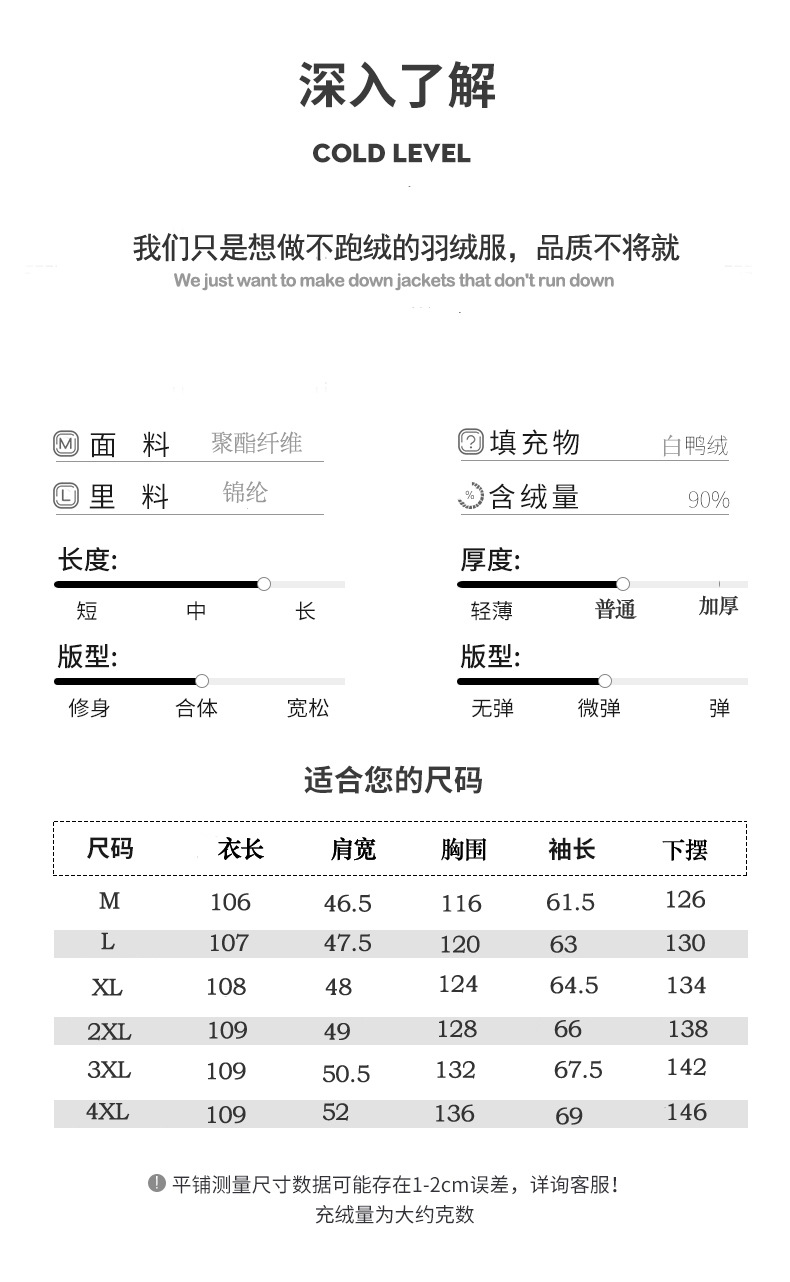 深入了解
COLD LEVEL
我们只是想做不跑绒的羽绒服，品质不将就
We just want to make down jackets that don't run down
M 面 料 聚酯纤维
? 填充物 白鸭绒
L 里 料 锦纶
% 含绒量 90%
长度:
厚度:
短 中 长
轻薄 普通 加厚
版型:
版型:
修身 合体 宽松
无弹 微弹 弹
适合您的尺码
尺码 衣长 肩宽 胸围 袖长 下摆
M 106 46.5 116 61.5 126
L 107 47.5 120 63 130
XL 108 48 124 64.5 134
2XL 109 49 128 66 138
3XL 109 50.5 132 67.5 142
4XL 109 52 136 69 146
! 平铺测量尺寸数据可能存在1-2cm误差，详询客服！
充绒量为大约克数